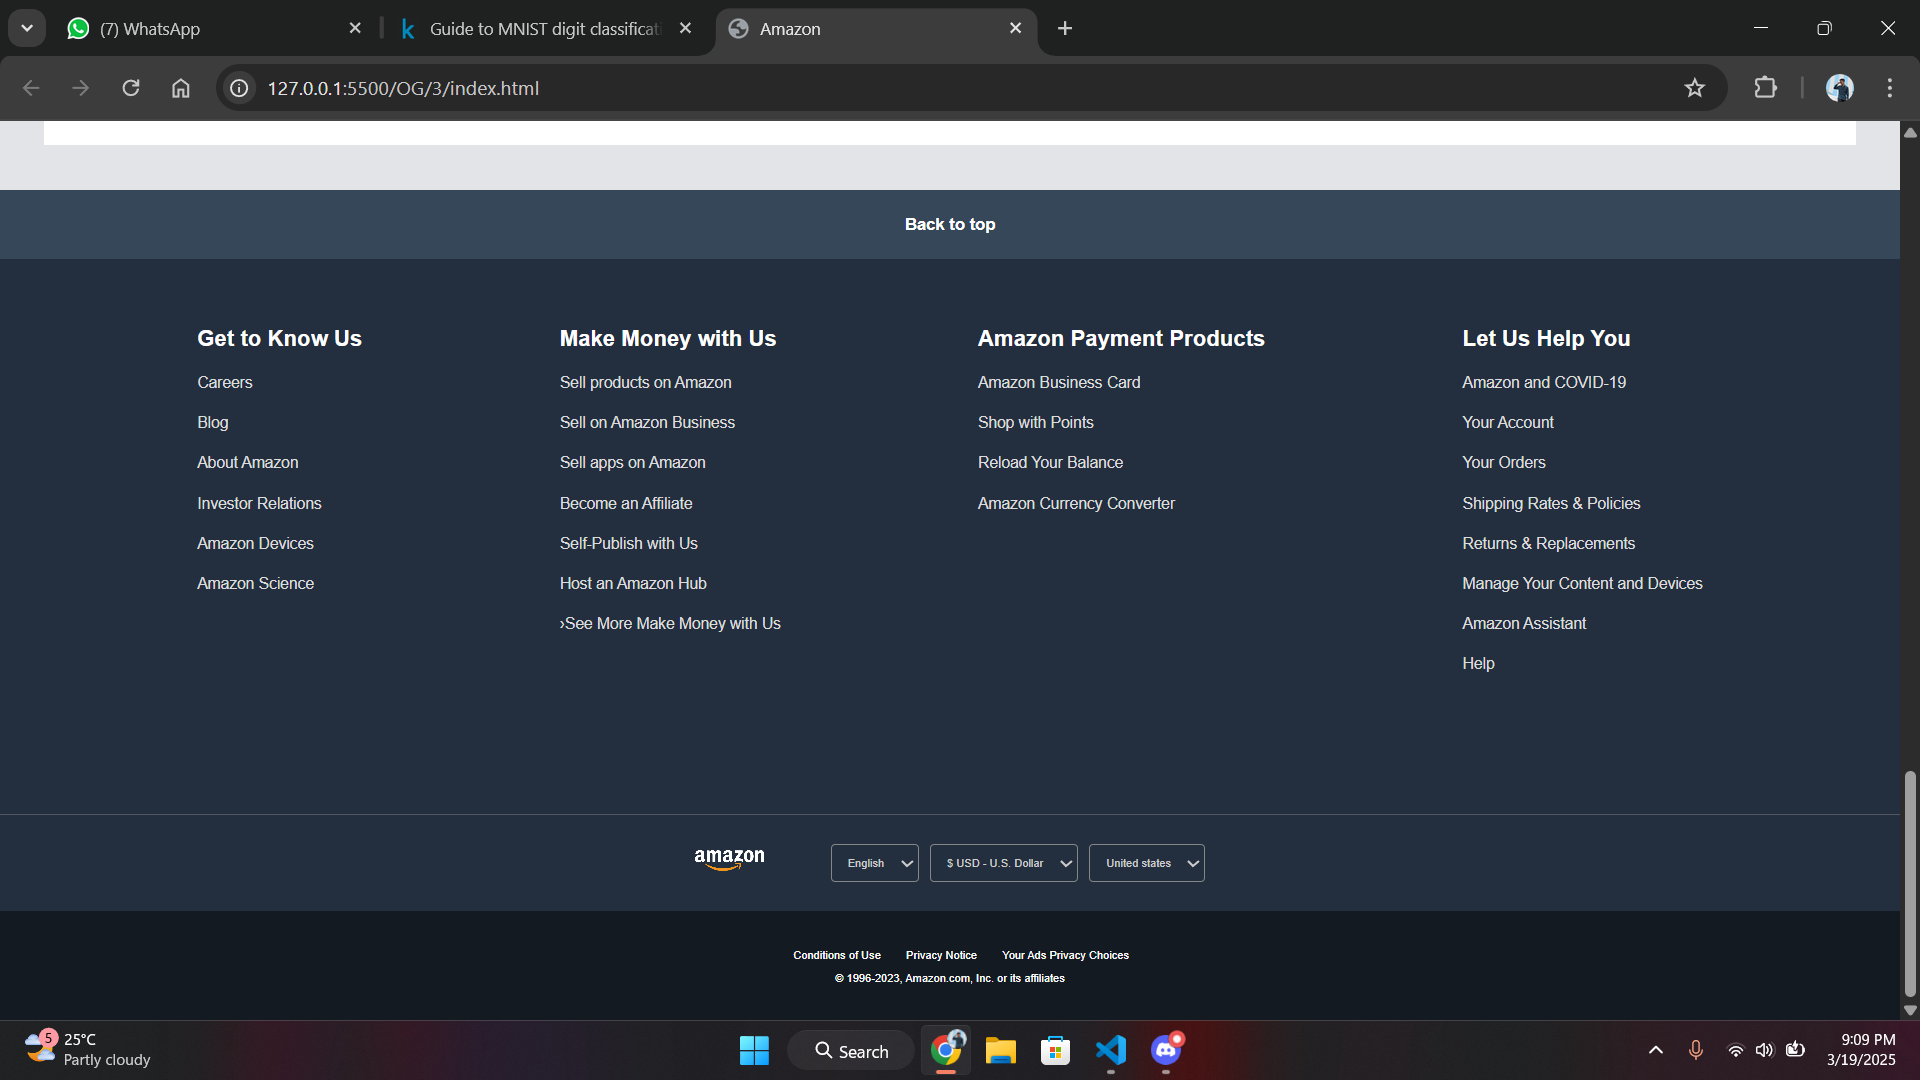 (7) WhatsApp
Guide to MNIST digit classificati
Amazon
127.0.0.1:5500/OG/3/index.html
Back to top
Get to Know Us
Careers
Blog
About Amazon
Investor Relations
Amazon Devices
Amazon Science
Make Money with Us
Sell products on Amazon
Sell on Amazon Business
Sell apps on Amazon
Become an Affiliate
Self-Publish with Us
Host an Amazon Hub
›See More Make Money with Us
Amazon Payment Products
Amazon Business Card
Shop with Points
Reload Your Balance
Amazon Currency Converter
Let Us Help You
Amazon and COVID-19
Your Account
Your Orders
Shipping Rates & Policies
Returns & Replacements
Manage Your Content and Devices
Amazon Assistant
Help
amazon
English
$ USD - U.S. Dollar
United states
Conditions of Use Privacy Notice Your Ads Privacy Choices
© 1996-2023, Amazon.com, Inc. or its affiliates
5
25°C
Partly cloudy
Search
9:09 PM
3/19/2025